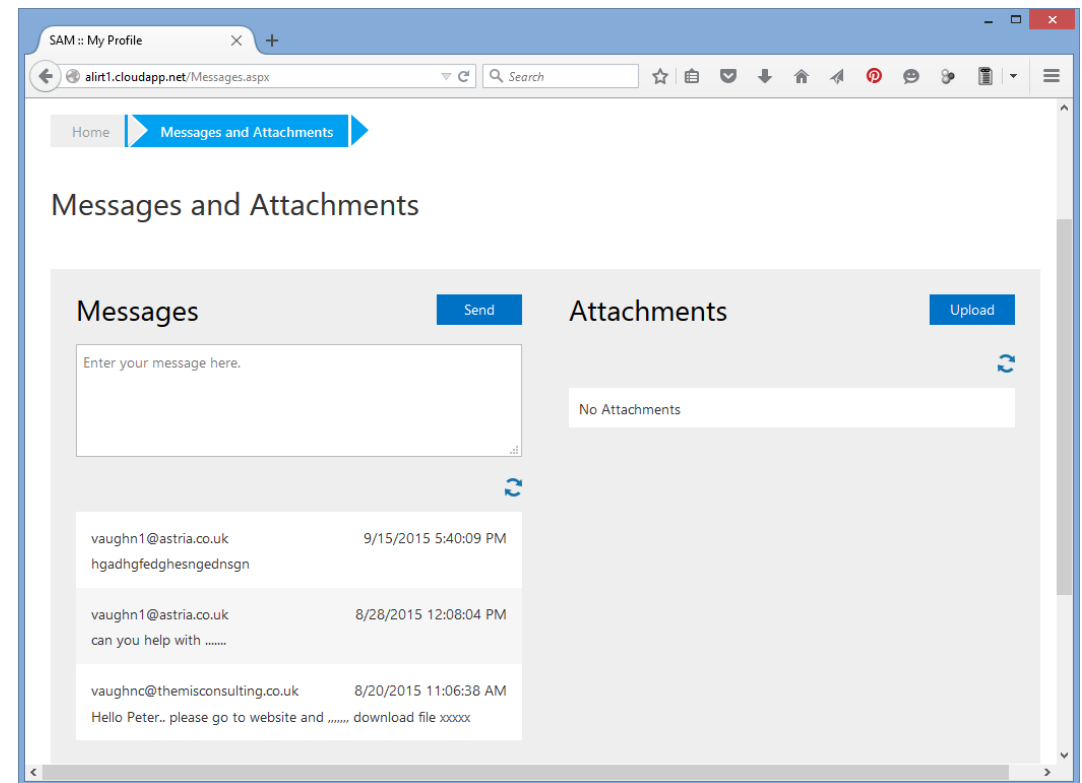 SAM :: My Profile
alirt1.cloudapp.net/Messages.aspx
Search
Home
Messages and Attachments
Messages and Attachments
Messages
Send
Enter your message here.
vaughn1@astria.co.uk 9/15/2015 5:40:09 PM
hgadhgfedghesngednsgn
vaughn1@astria.co.uk 8/28/2015 12:08:04 PM
can you help with .......
vaughnc@themisconsulting.co.uk 8/20/2015 11:06:38 AM
Hello Peter.. please go to website and ,,,,,,, download file xxxxx
Attachments
Upload
No Attachments